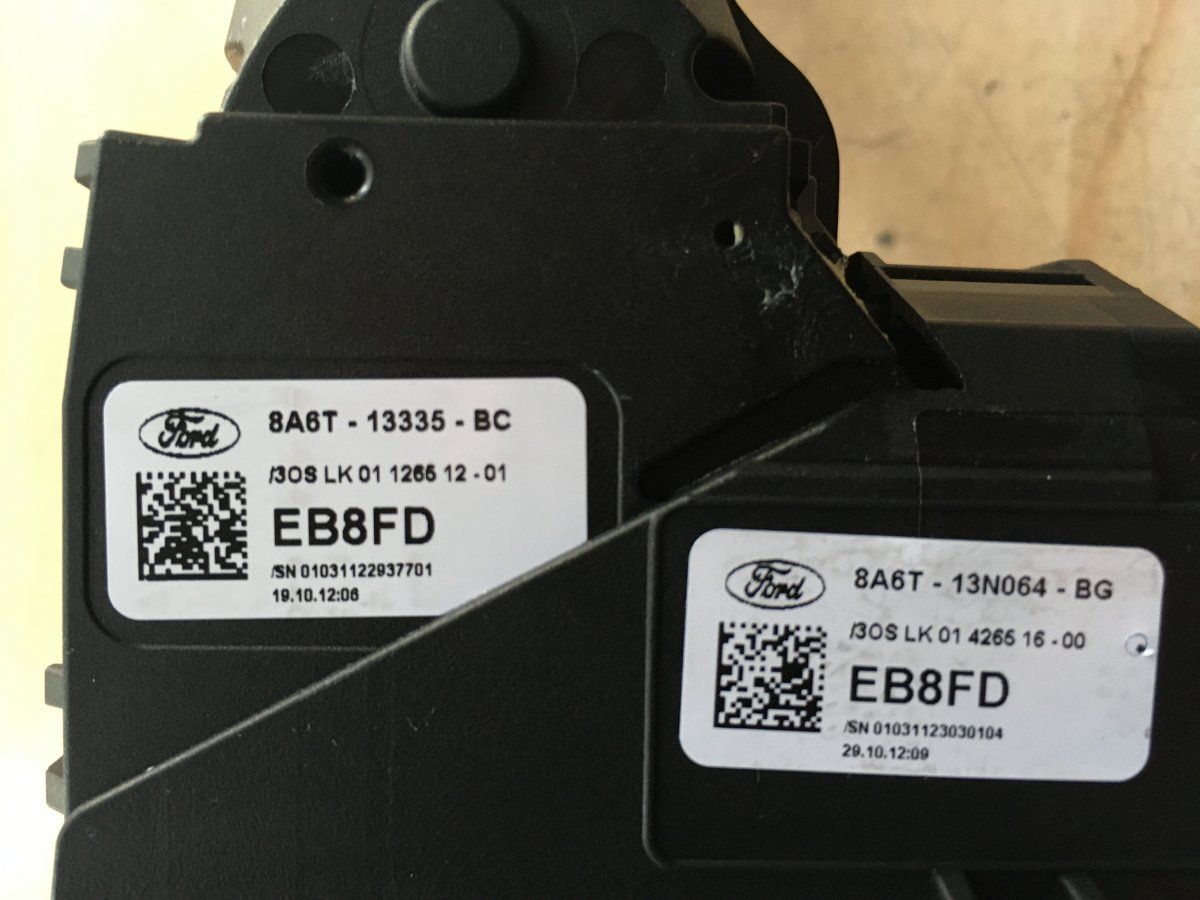 Ford
8A6T - 13335 - BC
/3OS LK 01 1265 12 - 01
EB8FD
/SN 01031122937701
19.10.12:06
Ford
8A6T - 13N064 - BG
/3OS LK 01 4265 16 - 00
EB8FD
/SN 01031123030104
29.10.12:09